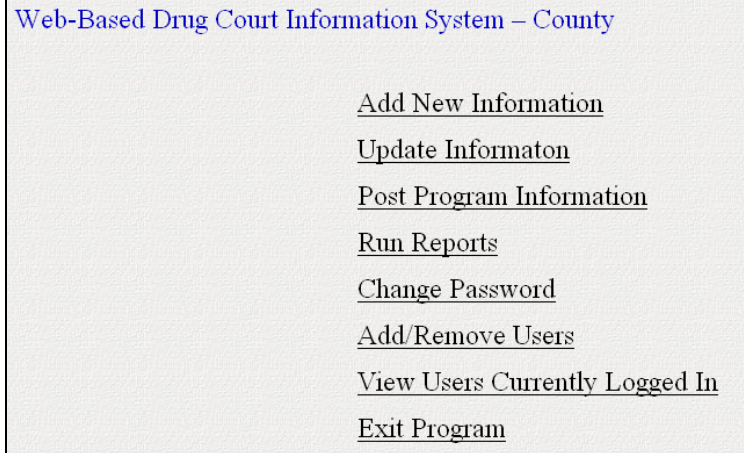 Web-Based Drug Court Information System – County
Add New Information
Update Informaton
Post Program Information
Run Reports
Change Password
Add/Remove Users
View Users Currently Logged In
Exit Program